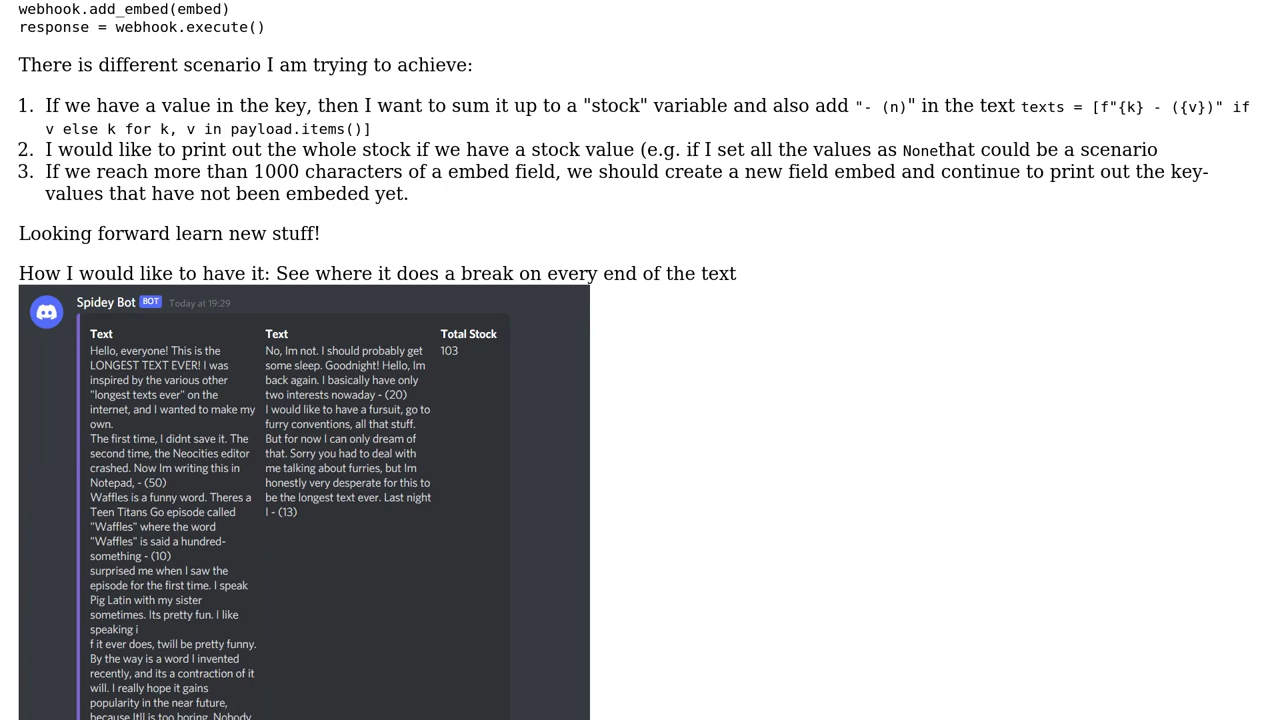 webhook.add_embed(embed)
response = webhook.execute()
There is different scenario I am trying to achieve:
1. If we have a value in the key, then I want to sum it up to a "stock" variable and also add "- (n)" in the text texts = [f"{k} - ({v})" if
v else k for k, v in payload.items()]
2. I would like to print out the whole stock if we have a stock value (e.g. if I set all the values as Nonethat could be a scenario
3. If we reach more than 1000 characters of a embed field, we should create a new field embed and continue to print out the key-
values that have not been embeded yet.
Looking forward learn new stuff!
How I would like to have it: See where it does a break on every end of the text
Spidey Bot BOT Today at 19:29
Text
Hello, everyone! This is the
LONGEST TEXT EVER! I was
inspired by the various other
"longest texts ever" on the
internet, and I wanted to make my
own.
The first time, I didnt save it. The
second time, the Neocities editor
crashed. Now Im writing this in
Notepad, - (50)
Waffles is a funny word. Theres a
Teen Titans Go episode called
"Waffles" where the word
"Waffles" is said a hundred-
something - (10)
surprised me when I saw the
episode for the first time. I speak
Pig Latin with my sister
sometimes. Its pretty fun. I like
speaking i
f it ever does, twill be pretty funny.
By the way is a word I invented
recently, and its a contraction of it
will. I really hope it gains
popularity in the near future,
because Itll is too boring. Nobody
Text
No, Im not. I should probably get
some sleep. Goodnight! Hello, Im
back again. I basically have only
two interests nowaday - (20)
I would like to have a fursuit, go to
furry conventions, all that stuff.
But for now I can only dream of
that. Sorry you had to deal with
me talking about furries, but Im
honestly very desperate for this to
be the longest text ever. Last night
I - (13)
Total Stock
103